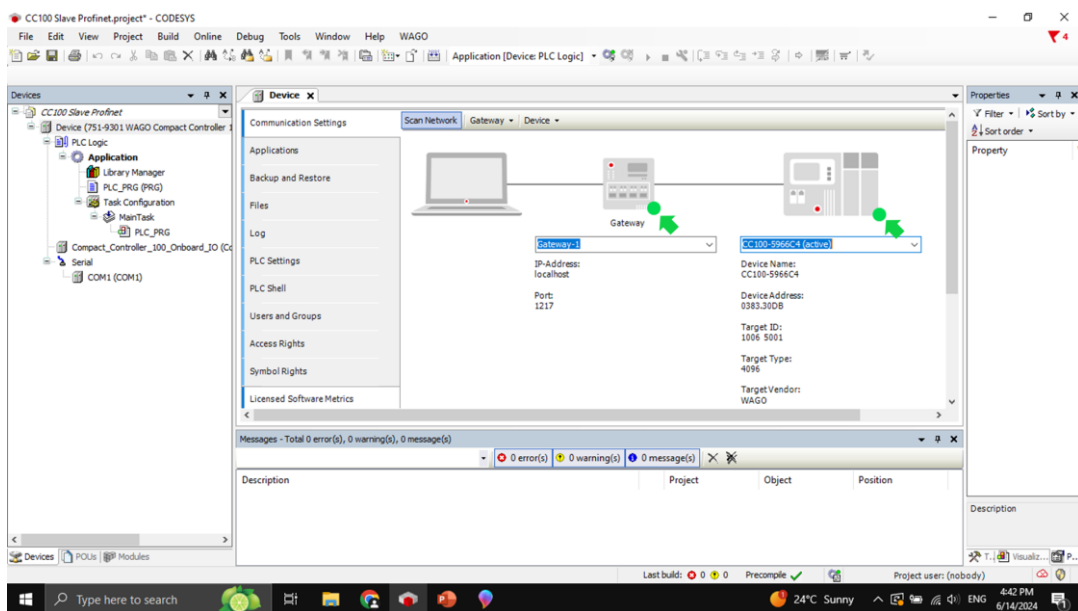 CC100 Slave Profinet.project* - CODESYS
File Edit View Project Build Online Debug Tools Window Help WAGO
4
Application [Device: PLC Logic]
Devices
CC100 Slave Profinet
Device (751-9301 WAGO Compact Controller 1
PLC Logic
Application
Library Manager
PLC_PRG (PRG)
Task Configuration
MainTask
PLC_PRG
Compact_Controller_100_Onboard_IO (Co
Serial
COM1 (COM1)
Devices POUs Modules
Device
Communication Settings
Applications
Backup and Restore
Files
Log
PLC Settings
PLC Shell
Users and Groups
Access Rights
Symbol Rights
Licensed Software Metrics
Scan Network Gateway Device
Gateway
Gateway-1
IP-Address:
localhost
Port:
1217
CC100-5966C4 (active)
Device Name:
CC100-5966C4
Device Address:
0383.30DB
Target ID:
1006 5001
Target Type:
4096
Target Vendor:
WAGO
Messages - Total 0 error(s), 0 warning(s), 0 message(s)
0 error(s) 0 warning(s) 0 message(s)
Description Project Object Position
Properties
Filter Sort by
Sort order
Property
Description
T... Visualiz... P...
Last build: 0 0 Precompile Project user: (nobody)
Type here to search
24°C Sunny ENG 4:42 PM
6/14/2024